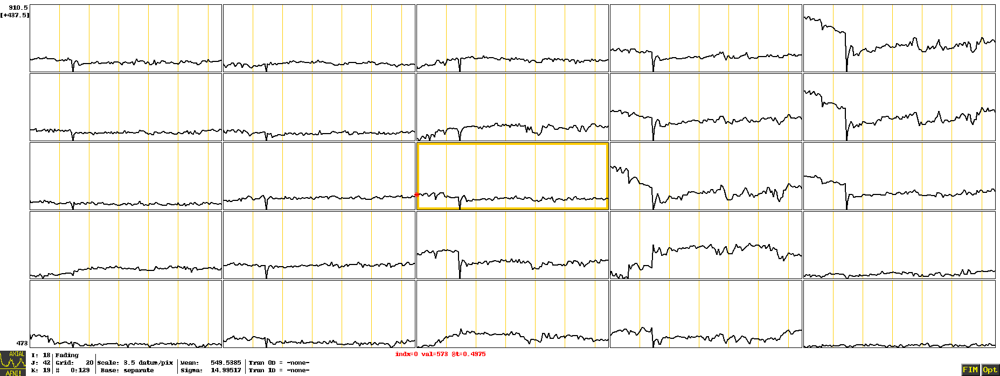 910.5
[+437.5]
473
indx=0 val=573 @t=0.4975
AXIAL
AFNI!
I: 18 Fading
J: 42 Grid: 20 Scale: 3.5 datum/pix Mean: 549.5385 Tran 0D = -none-
K: 19 # 0:129 Base: separate Sigma: 14.99517 Tran 1D = -none-
FIM Opt